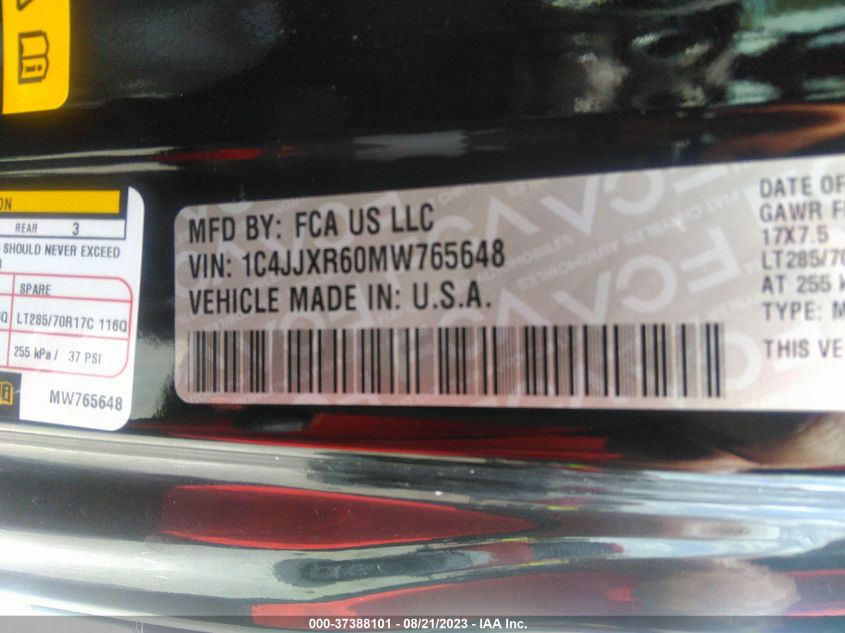 ON
REAR 3
SHOULD NEVER EXCEED
SPARE
LT285/70R17C 116Q
255 kPa / 37 PSI
MW765648
MFD BY: FCA US LLC
VIN: 1C4JJXR60MW765648
VEHICLE MADE IN: U.S.A.
DATE OF
GAWR F
17X7.5
LT285/70
AT 255 k
TYPE: M
THIS VE
000-37388101 - 08/21/2023 - IAA Inc.